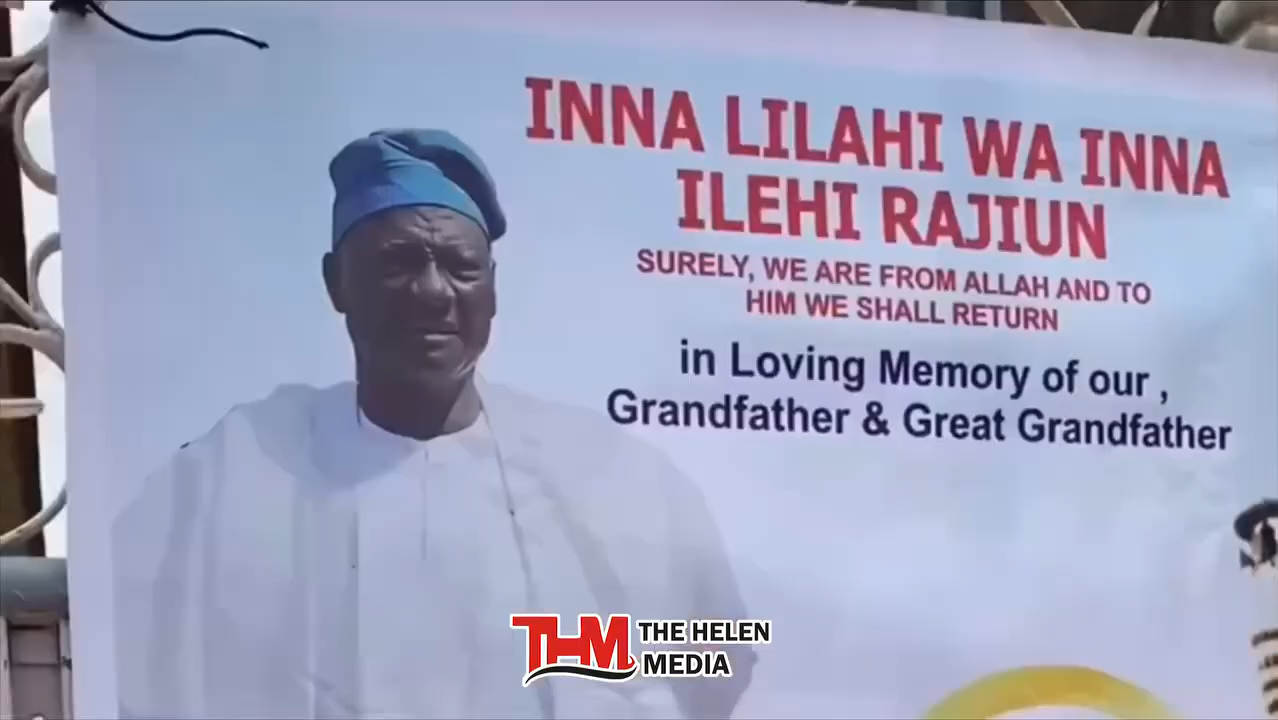 INNA LILAHI WA INNA
ILEHI RAJIUN
SURELY, WE ARE FROM ALLAH AND TO
HIM WE SHALL RETURN
in Loving Memory of our ,
Grandfather & Great Grandfather
THM THE HELEN
MEDIA